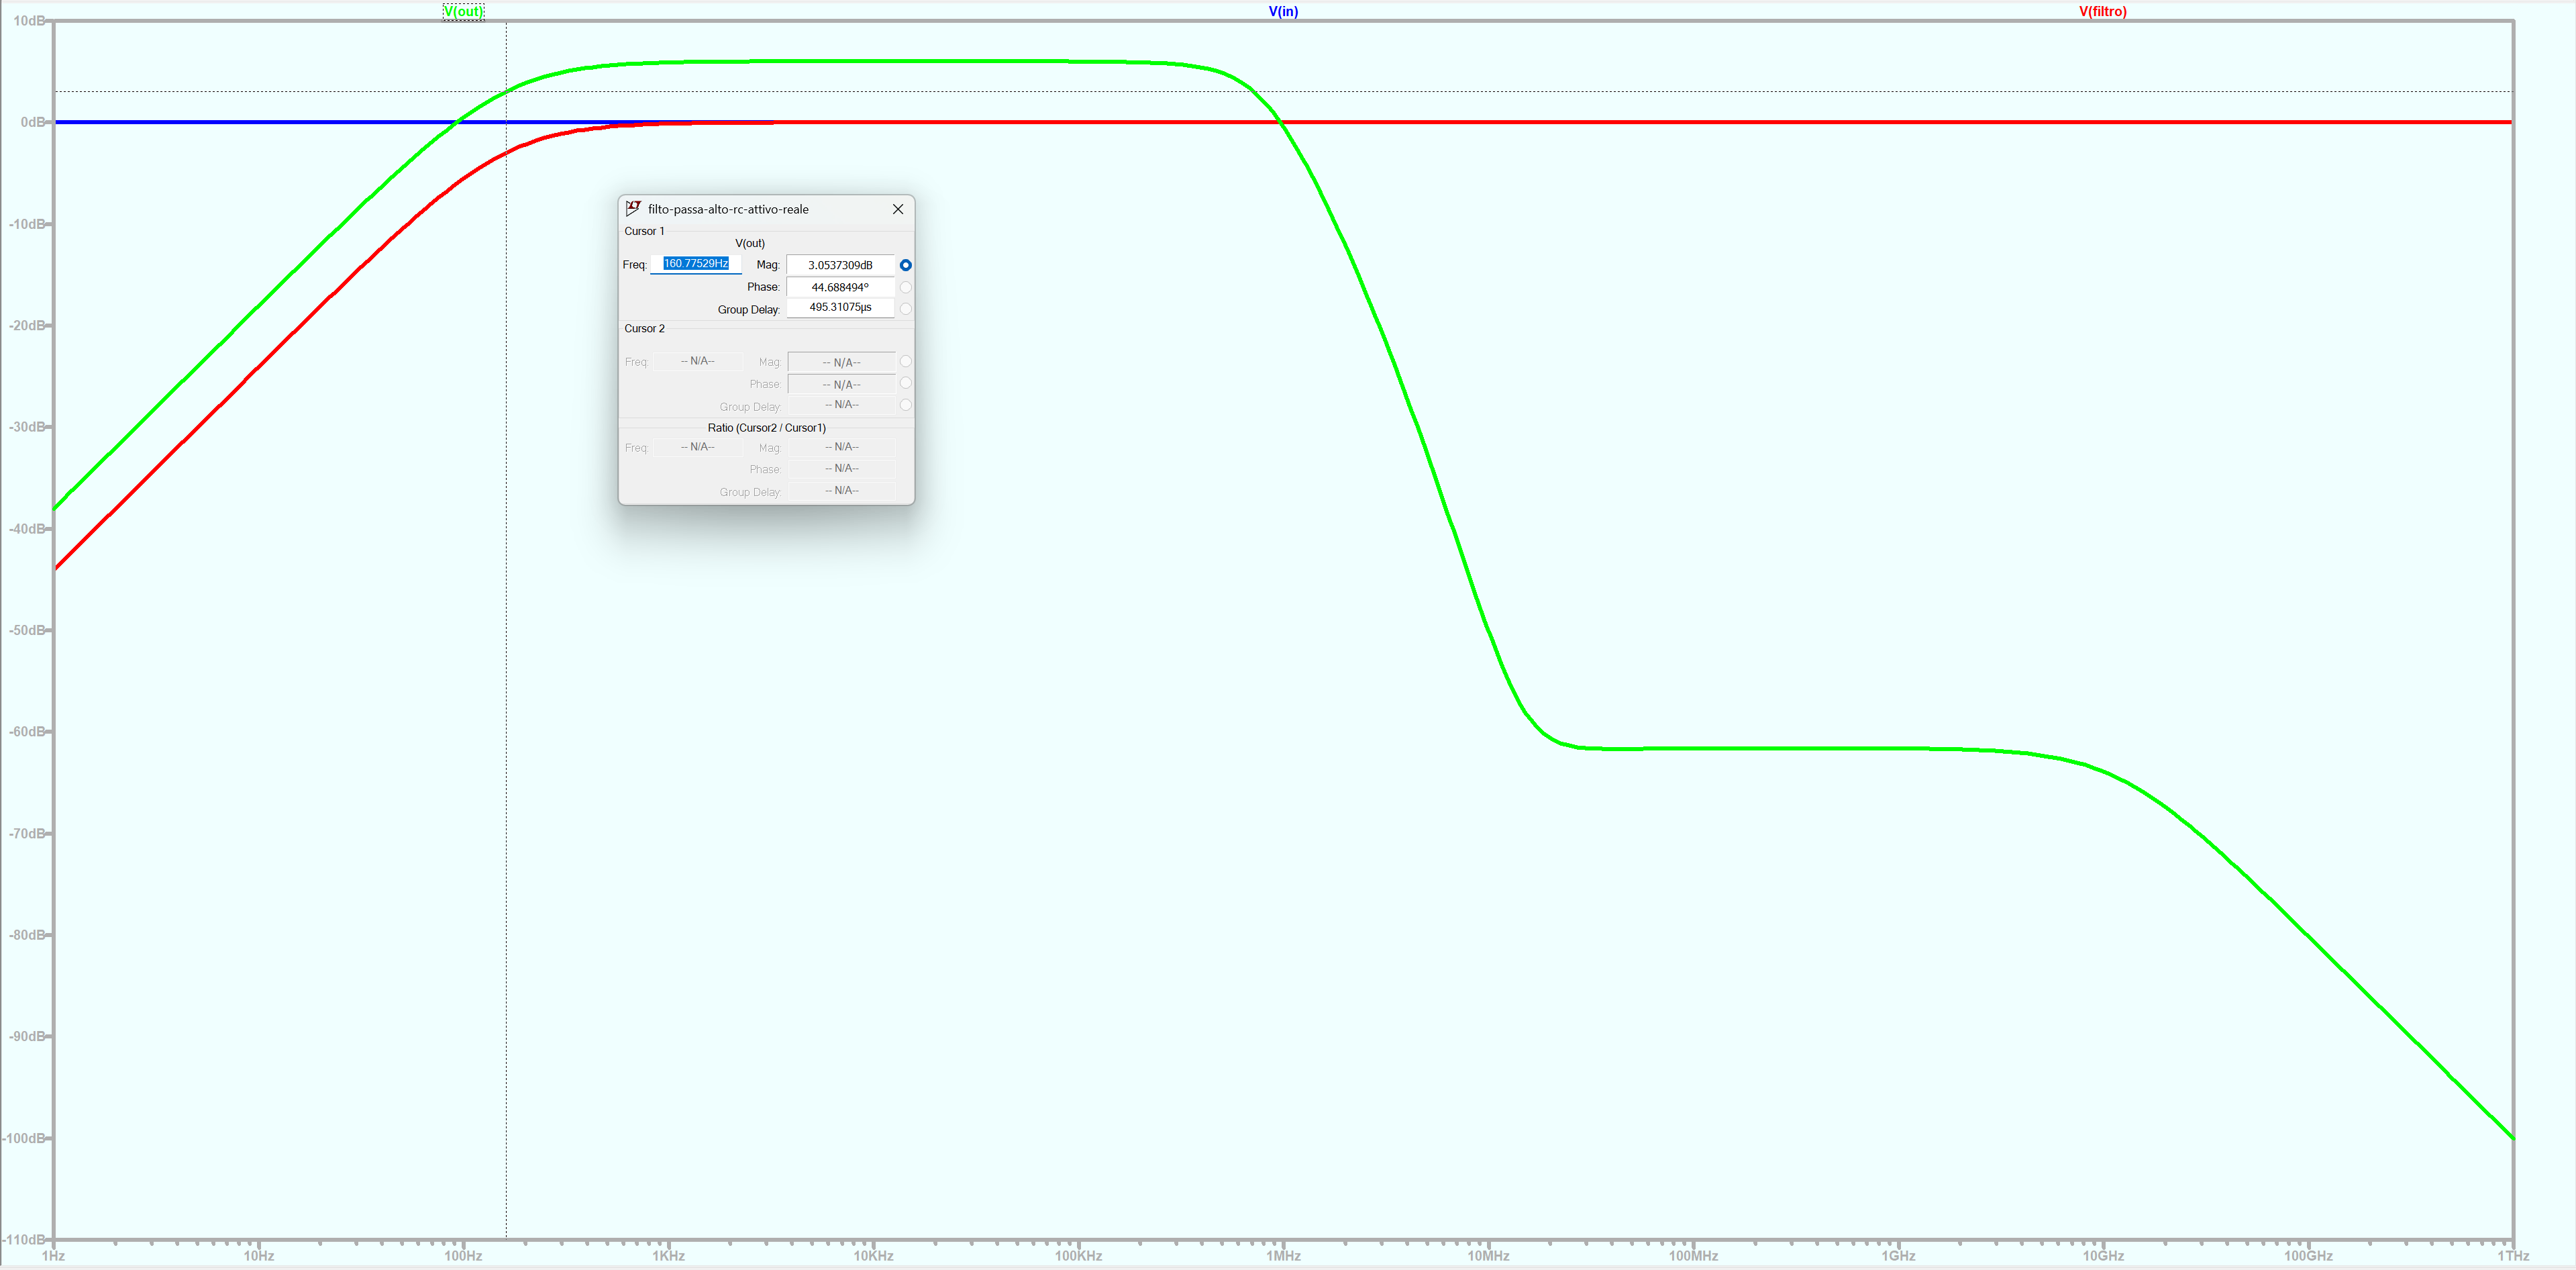 V(out) V(in) V(filtro)
10dB
0dB
-10dB
-20dB
-30dB
-40dB
-50dB
-60dB
-70dB
-80dB
-90dB
-100dB
-110dB
filto-passa-alto-rc-attivo-reale
Cursor 1
V(out)
Freq: 160.77529Hz Mag: 3.0537309dB
Phase: 44.688494º
Group Delay: 495.31075µs
Cursor 2
Freq: -- N/A-- Mag: -- N/A--
Phase: -- N/A--
Group Delay: -- N/A--
Ratio (Cursor2 / Cursor1)
Freq: -- N/A-- Mag: -- N/A--
Phase: -- N/A--
Group Delay: -- N/A--
1Hz 10Hz 100Hz 1KHz 10KHz 100KHz 1MHz 10MHz 100MHz 1GHz 10GHz 100GHz 1THz